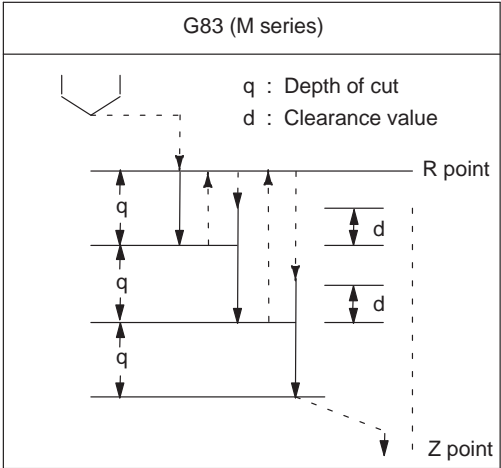 G83 (M series)
q : Depth of cut
d : Clearance value
R point
q
d
q
d
q
Z point